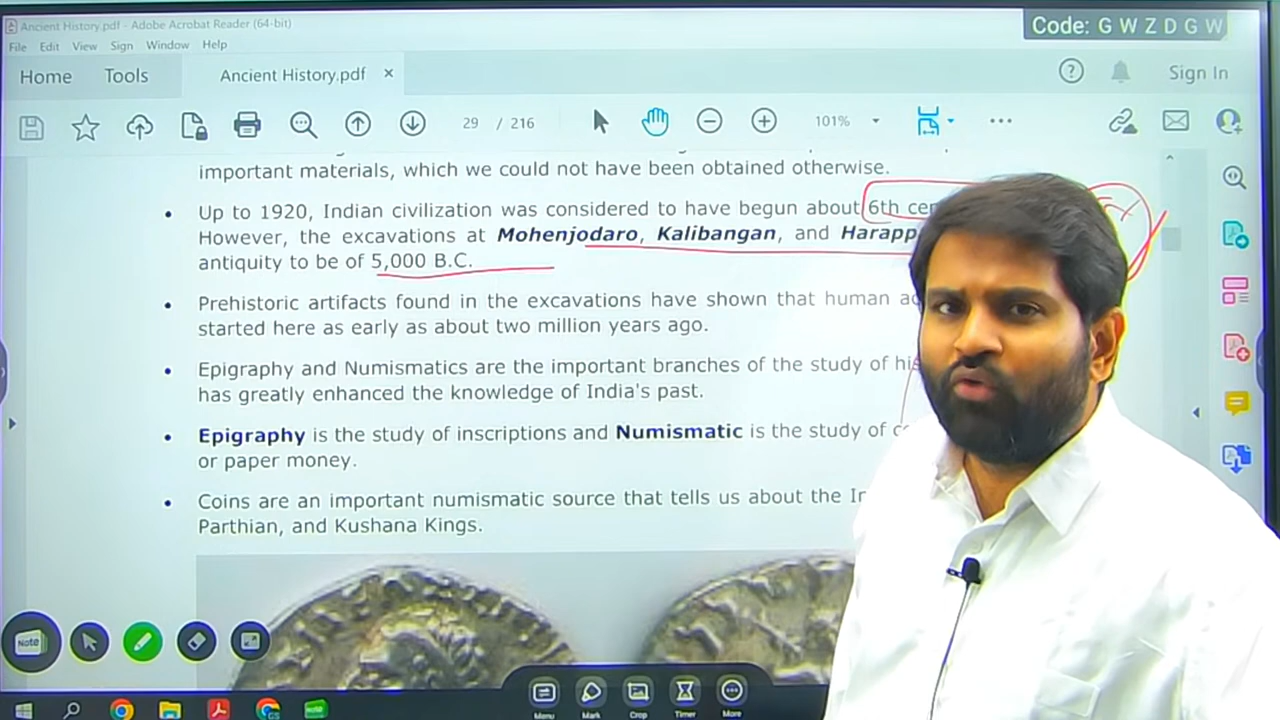 Ancient History.pdf - Adobe Acrobat Reader (64-bit)
Code: G W Z D G W
File Edit View Sign Window Help
Home Tools Ancient History.pdf × Sign In
29 / 216 101%
important materials, which we could not have been obtained otherwise.
• Up to 1920, Indian civilization was considered to have begun about 6th
However, the excavations at Mohenjodaro, Kalibangan, and
antiquity to be of 5,000 B.C.
• Prehistoric artifacts found in the excavations have shown that human
started here as early as about two million years ago.
• Epigraphy and Numismatics are the important branches of the study of
has greatly enhanced the knowledge of India's past.
• Epigraphy is the study of inscriptions and Numismatic is the study of
or paper money.
• Coins are an important numismatic source that tells us about the
Parthian, and Kushana Kings.
Note
Menu Mark Crop Timer More